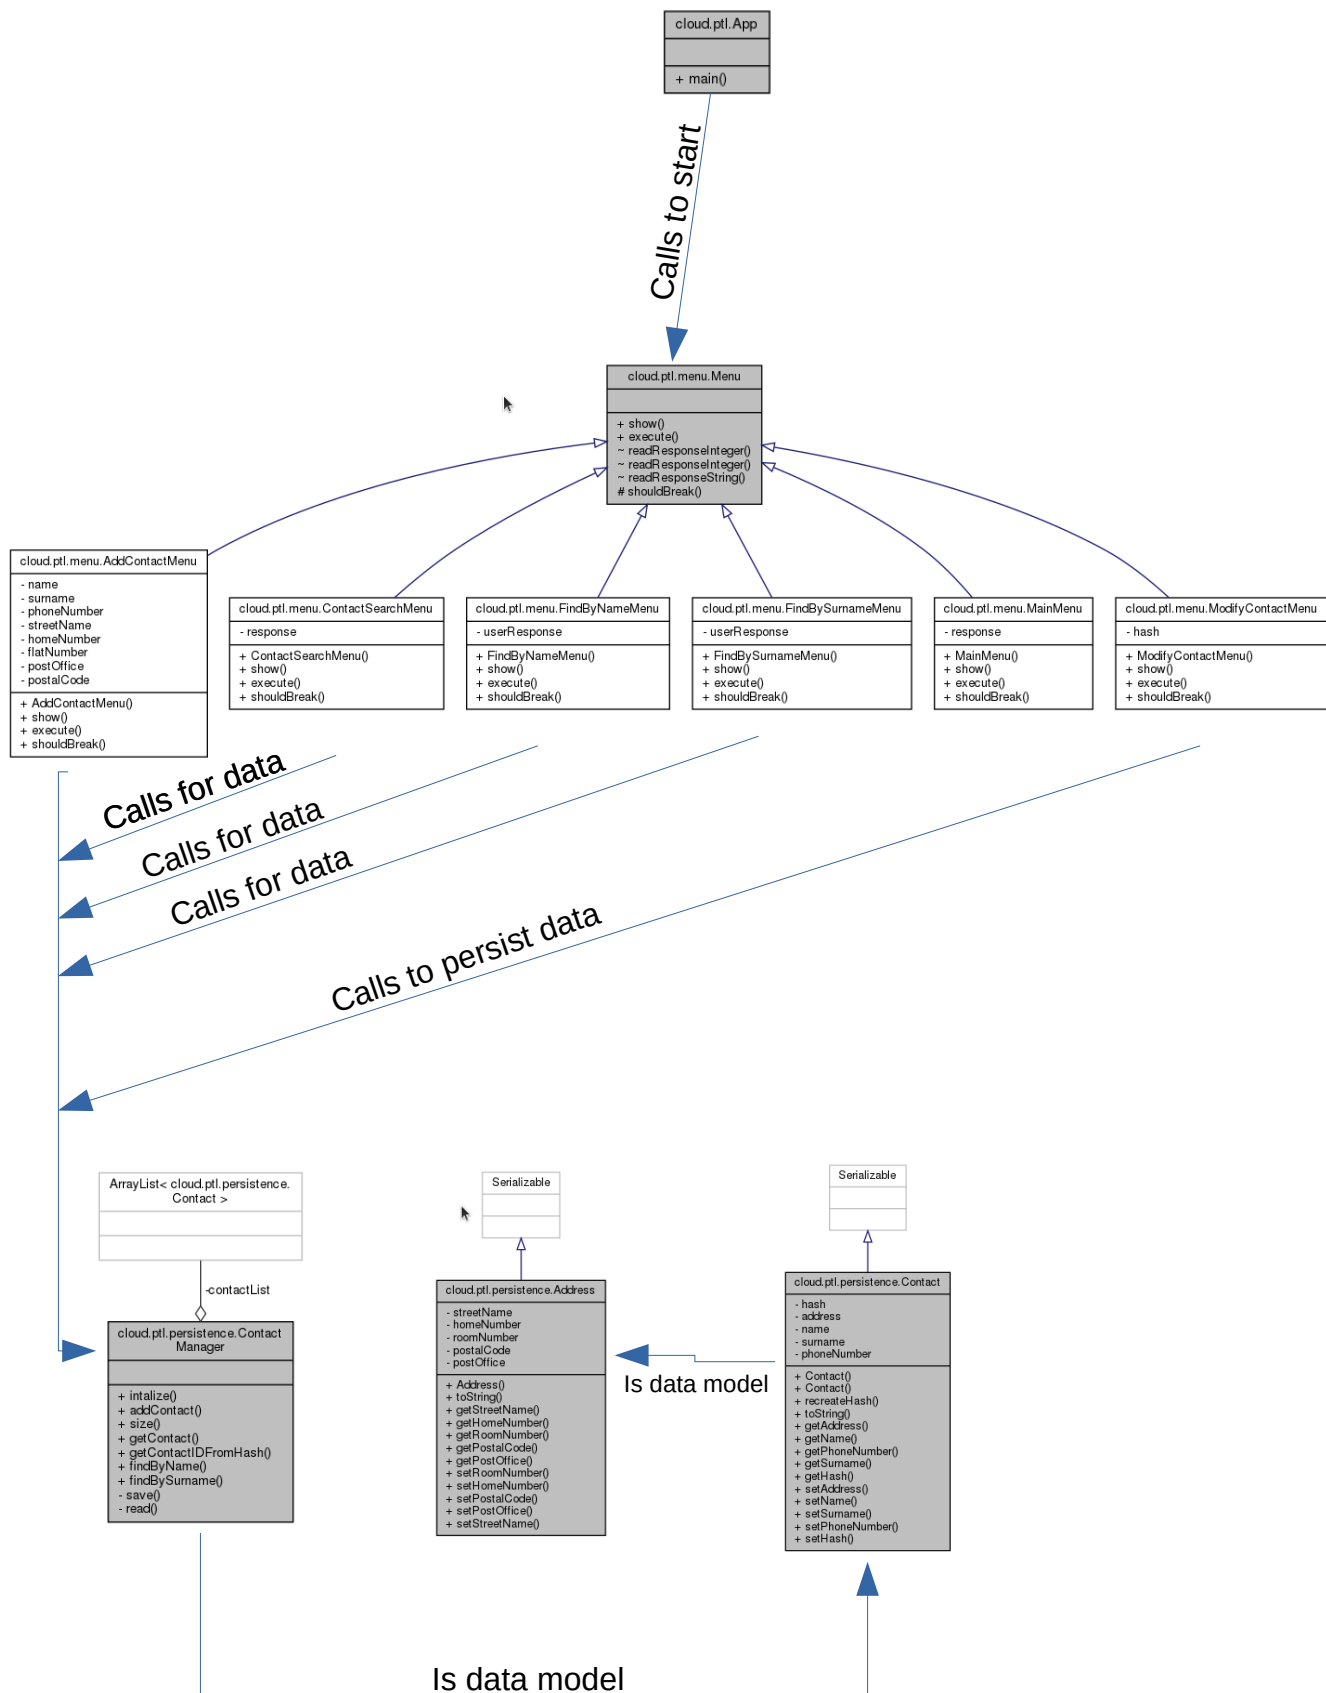 cloud.ptl.App
+ main()
Calls to start
cloud.ptl.menu.Menu
+ show()
+ execute()
~ readResponseInteger()
~ readResponseInteger()
~ readResponseString()
# shouldBreak()
cloud.ptl.menu.AddContactMenu
- name
- surname
- phoneNumber
- streetName
- homeNumber
- flatNumber
- postOffice
- postalCode
+ AddContactMenu()
+ show()
+ execute()
+ shouldBreak()
cloud.ptl.menu.ContactSearchMenu
- response
+ ContactSearchMenu()
+ show()
+ execute()
+ shouldBreak()
cloud.ptl.menu.FindByNameMenu
- userResponse
+ FindByNameMenu()
+ show()
+ execute()
+ shouldBreak()
cloud.ptl.menu.FindBySurnameMenu
- userResponse
+ FindBySurnameMenu()
+ show()
+ execute()
+ shouldBreak()
cloud.ptl.menu.MainMenu
- response
+ MainMenu()
+ show()
+ execute()
+ shouldBreak()
cloud.ptl.menu.ModifyContactMenu
- hash
+ ModifyContactMenu()
+ show()
+ execute()
+ shouldBreak()
Calls for data
Calls for data
Calls for data
Calls to persist data
ArrayList< cloud.ptl.persistence.
Contact >
-contactList
cloud.ptl.persistence.Contact
Manager
+ intalize()
+ addContact()
+ size()
+ getContact()
+ getContactIDFromHash()
+ findByName()
+ findBySurname()
- save()
- read()
Serializable
cloud.ptl.persistence.Address
- streetName
- homeNumber
- roomNumber
- postalCode
- postOffice
+ Address()
+ toString()
+ getStreetName()
+ getHomeNumber()
+ getRoomNumber()
+ getPostalCode()
+ getPostOffice()
+ setRoomNumber()
+ setHomeNumber()
+ setPostalCode()
+ setPostOffice()
+ setStreetName()
Is data model
Serializable
cloud.ptl.persistence.Contact
- hash
- address
- name
- surname
- phoneNumber
+ Contact()
+ Contact()
+ recreateHash()
+ toString()
+ getAddress()
+ getName()
+ getPhoneNumber()
+ getSurname()
+ getHash()
+ setAddress()
+ setName()
+ setSurname()
+ setPhoneNumber()
+ setHash()
Is data model